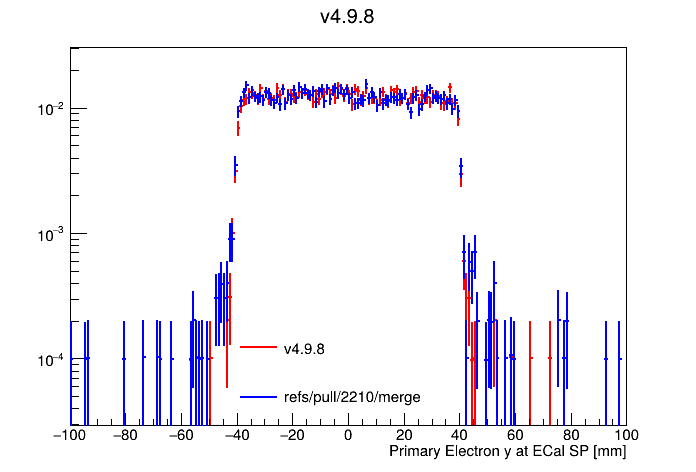 v4.9.8
10⁻²
10⁻³
10⁻⁴
v4.9.8
refs/pull/2210/merge
−100 −80 −60 −40 −20 0 20 40 60 80 100
Primary Electron y at ECal SP [mm]